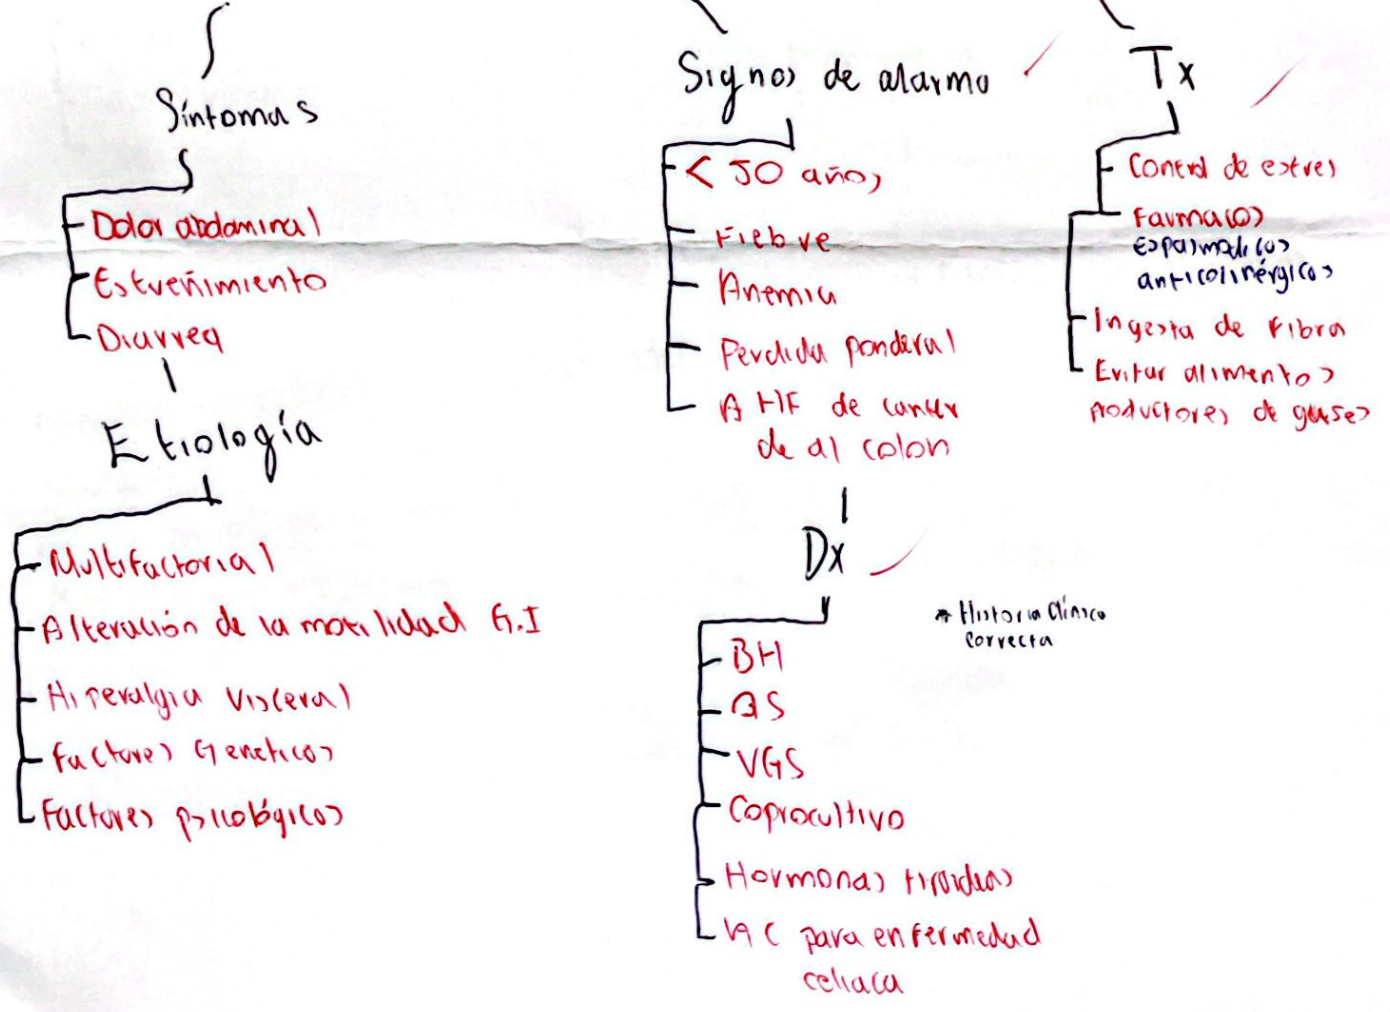 Síntomas
Dolor abdominal
Estreñimiento
Diarrea
Etiología
Multifactorial
Alteración de la motilidad G.I
Hiperalgia visceral
Factores Geneticos
Factores psicológicos
Signos de alarma
< 50 años
Fiebre
Anemia
Perdida ponderal
AHF de cancer
de al colon
Dx
* Historia clínica
correcta
BH
QS
VGS
Coprocultivo
Hormonas tiroideas
AC para enfermedad
celiaca
Tx
Control de estres
Farmacos
Espasmodicos
anticolinérgicos
Ingesta de fibra
Evitar alimentos
productores de gases